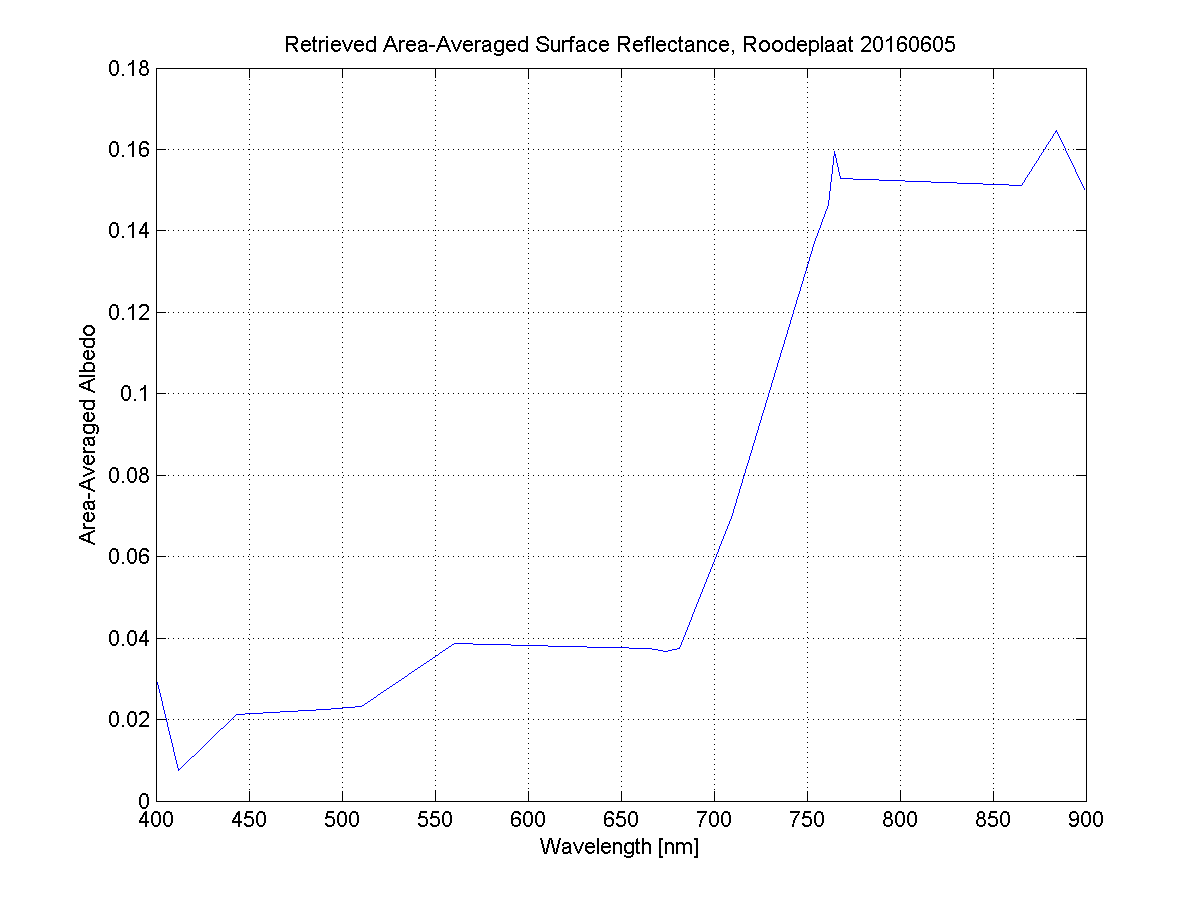 Retrieved Area-Averaged Surface Reflectance, Roodeplaat 20160605
0.18
0.16
0.14
0.12
0.1
0.08
0.06
0.04
0.02
0
Area-Averaged Albedo
400 450 500 550 600 650 700 750 800 850 900
Wavelength [nm]